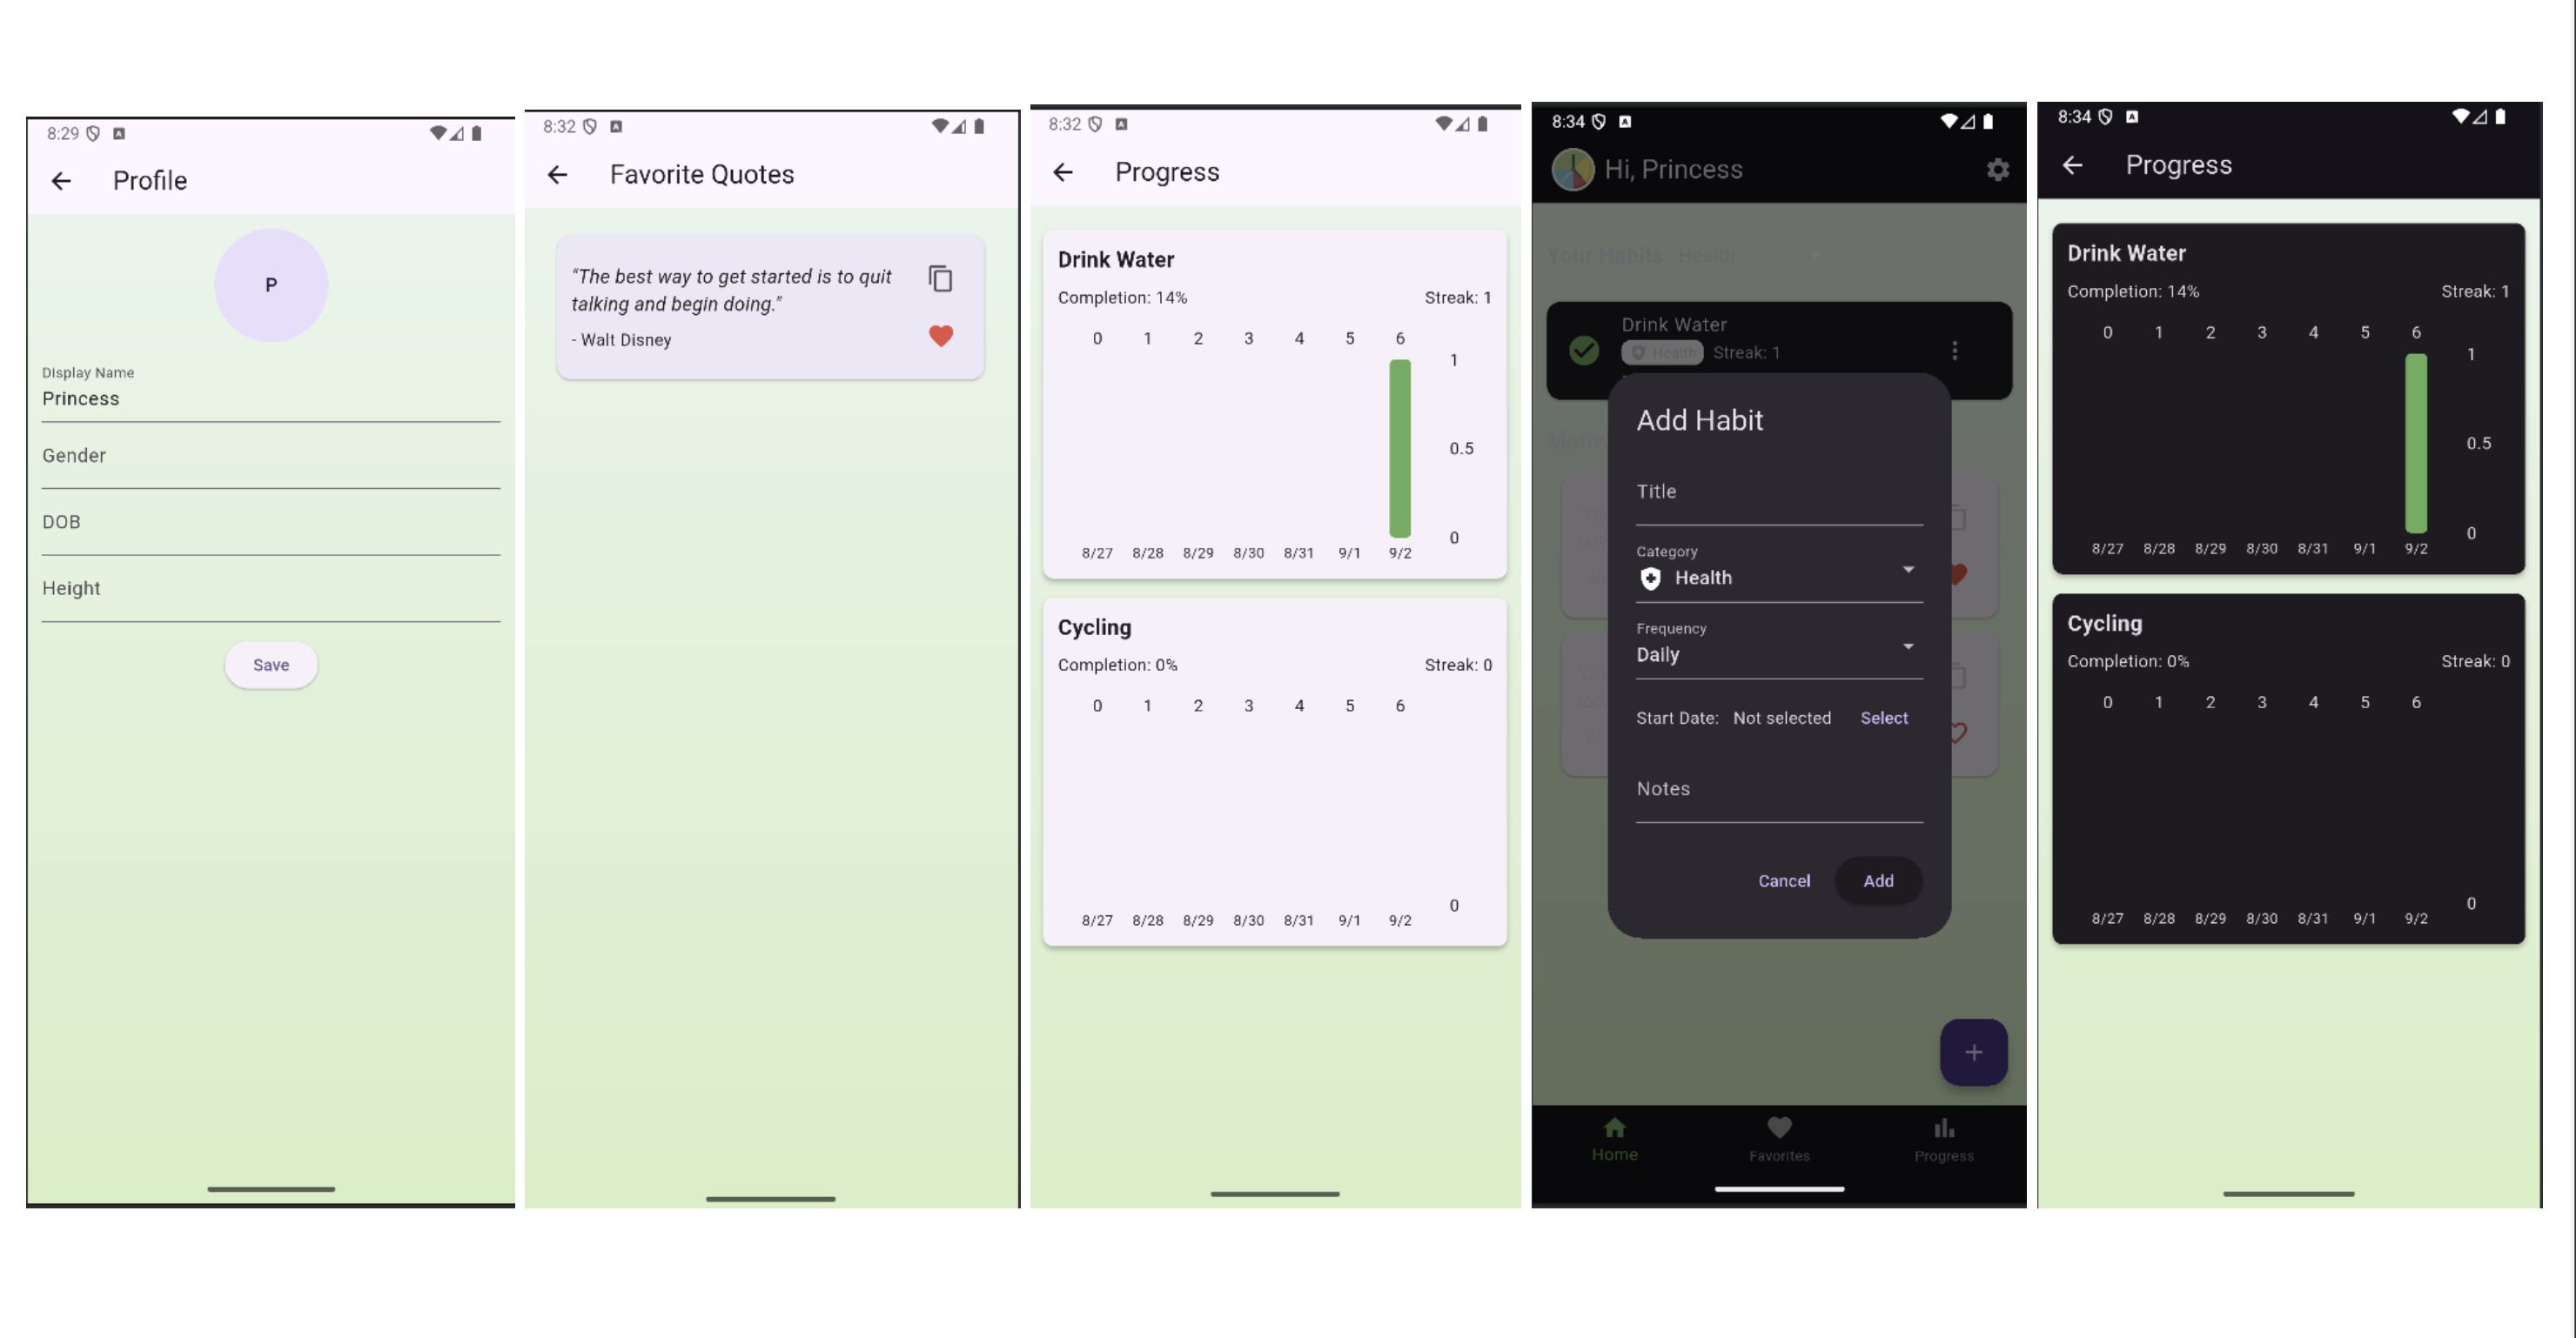 8:29
Profile
P
Display Name
Princess
Gender
DOB
Height
Save
8:32
Favorite Quotes
“The best way to get started is to quit
talking and begin doing.”
- Walt Disney
8:32
Progress
Drink Water
Completion: 14% Streak: 1
0 1 2 3 4 5 6
1
0.5
0
8/27 8/28 8/29 8/30 8/31 9/1 9/2
Cycling
Completion: 0% Streak: 0
0 1 2 3 4 5 6
0
8/27 8/28 8/29 8/30 8/31 9/1 9/2
8:34
Hi, Princess
Your Habits Health
Drink Water
Health Streak: 1
Add Habit
Title
Category
Health
Frequency
Daily
Start Date: Not selected Select
Notes
Cancel Add
+
Home Favorites Progress
8:34
Progress
Drink Water
Completion: 14% Streak: 1
0 1 2 3 4 5 6
1
0.5
0
8/27 8/28 8/29 8/30 8/31 9/1 9/2
Cycling
Completion: 0% Streak: 0
0 1 2 3 4 5 6
0
8/27 8/28 8/29 8/30 8/31 9/1 9/2